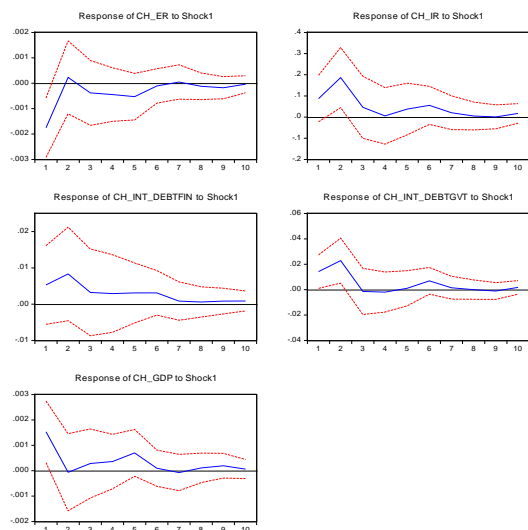 Response of CH_ER to Shock1
.002
.001
.000
-.001
-.002
-.003
1 2 3 4 5 6 7 8 9 10
Response of CH_IR to Shock1
.4
.3
.2
.1
.0
-.1
-.2
1 2 3 4 5 6 7 8 9 10
Response of CH_INT_DEBTFIN to Shock1
.02
.01
.00
-.01
1 2 3 4 5 6 7 8 9 10
Response of CH_INT_DEBTGVT to Shock1
.06
.04
.02
.00
-.02
-.04
1 2 3 4 5 6 7 8 9 10
Response of CH_GDP to Shock1
.003
.002
.001
.000
-.001
-.002
1 2 3 4 5 6 7 8 9 10